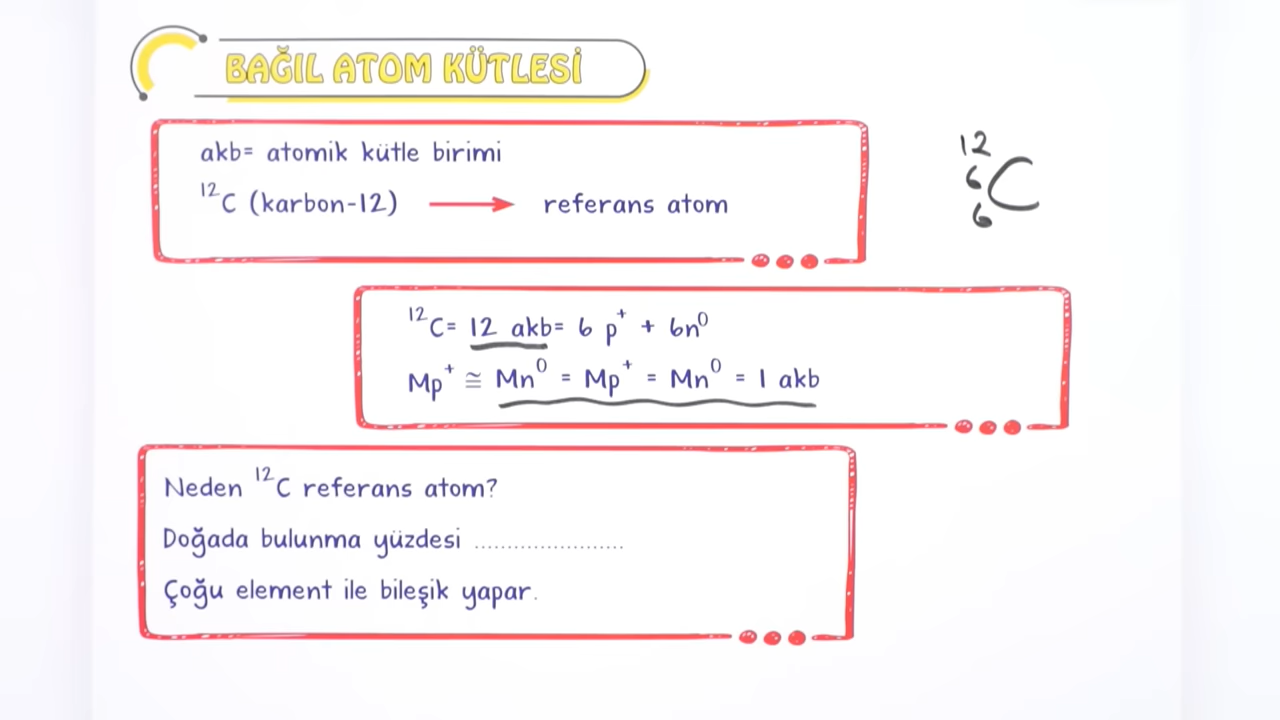 BAĞIL ATOM KÜTLESİ
akb= atomik kütle birimi
¹²C (karbon-12) → referans atom
12
6 C
6
¹²C= 12 akb= 6 p⁺ + 6n⁰
Mp⁺ ≅ Mn⁰ = Mp⁺ = Mn⁰ = 1 akb
Neden ¹²C referans atom?
Doğada bulunma yüzdesi .......................
Çoğu element ile bileşik yapar.